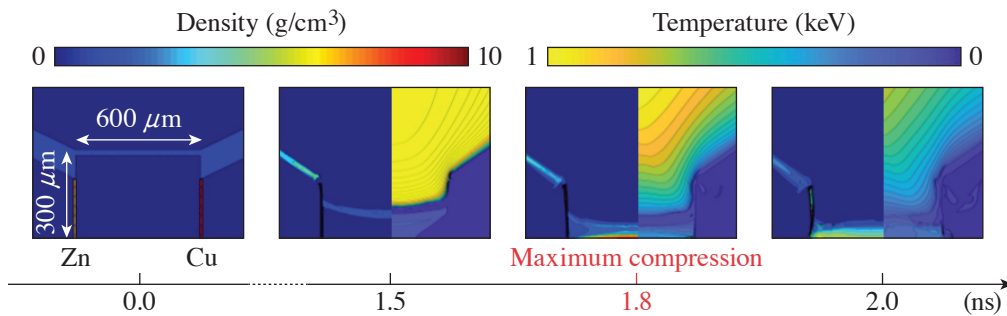 Density (g/cm³)
Temperature (keV)
0
10
1
0
600 μm
300 μm
Zn
Cu
Maximum compression
0.0
1.5
1.8
2.0
(ns)